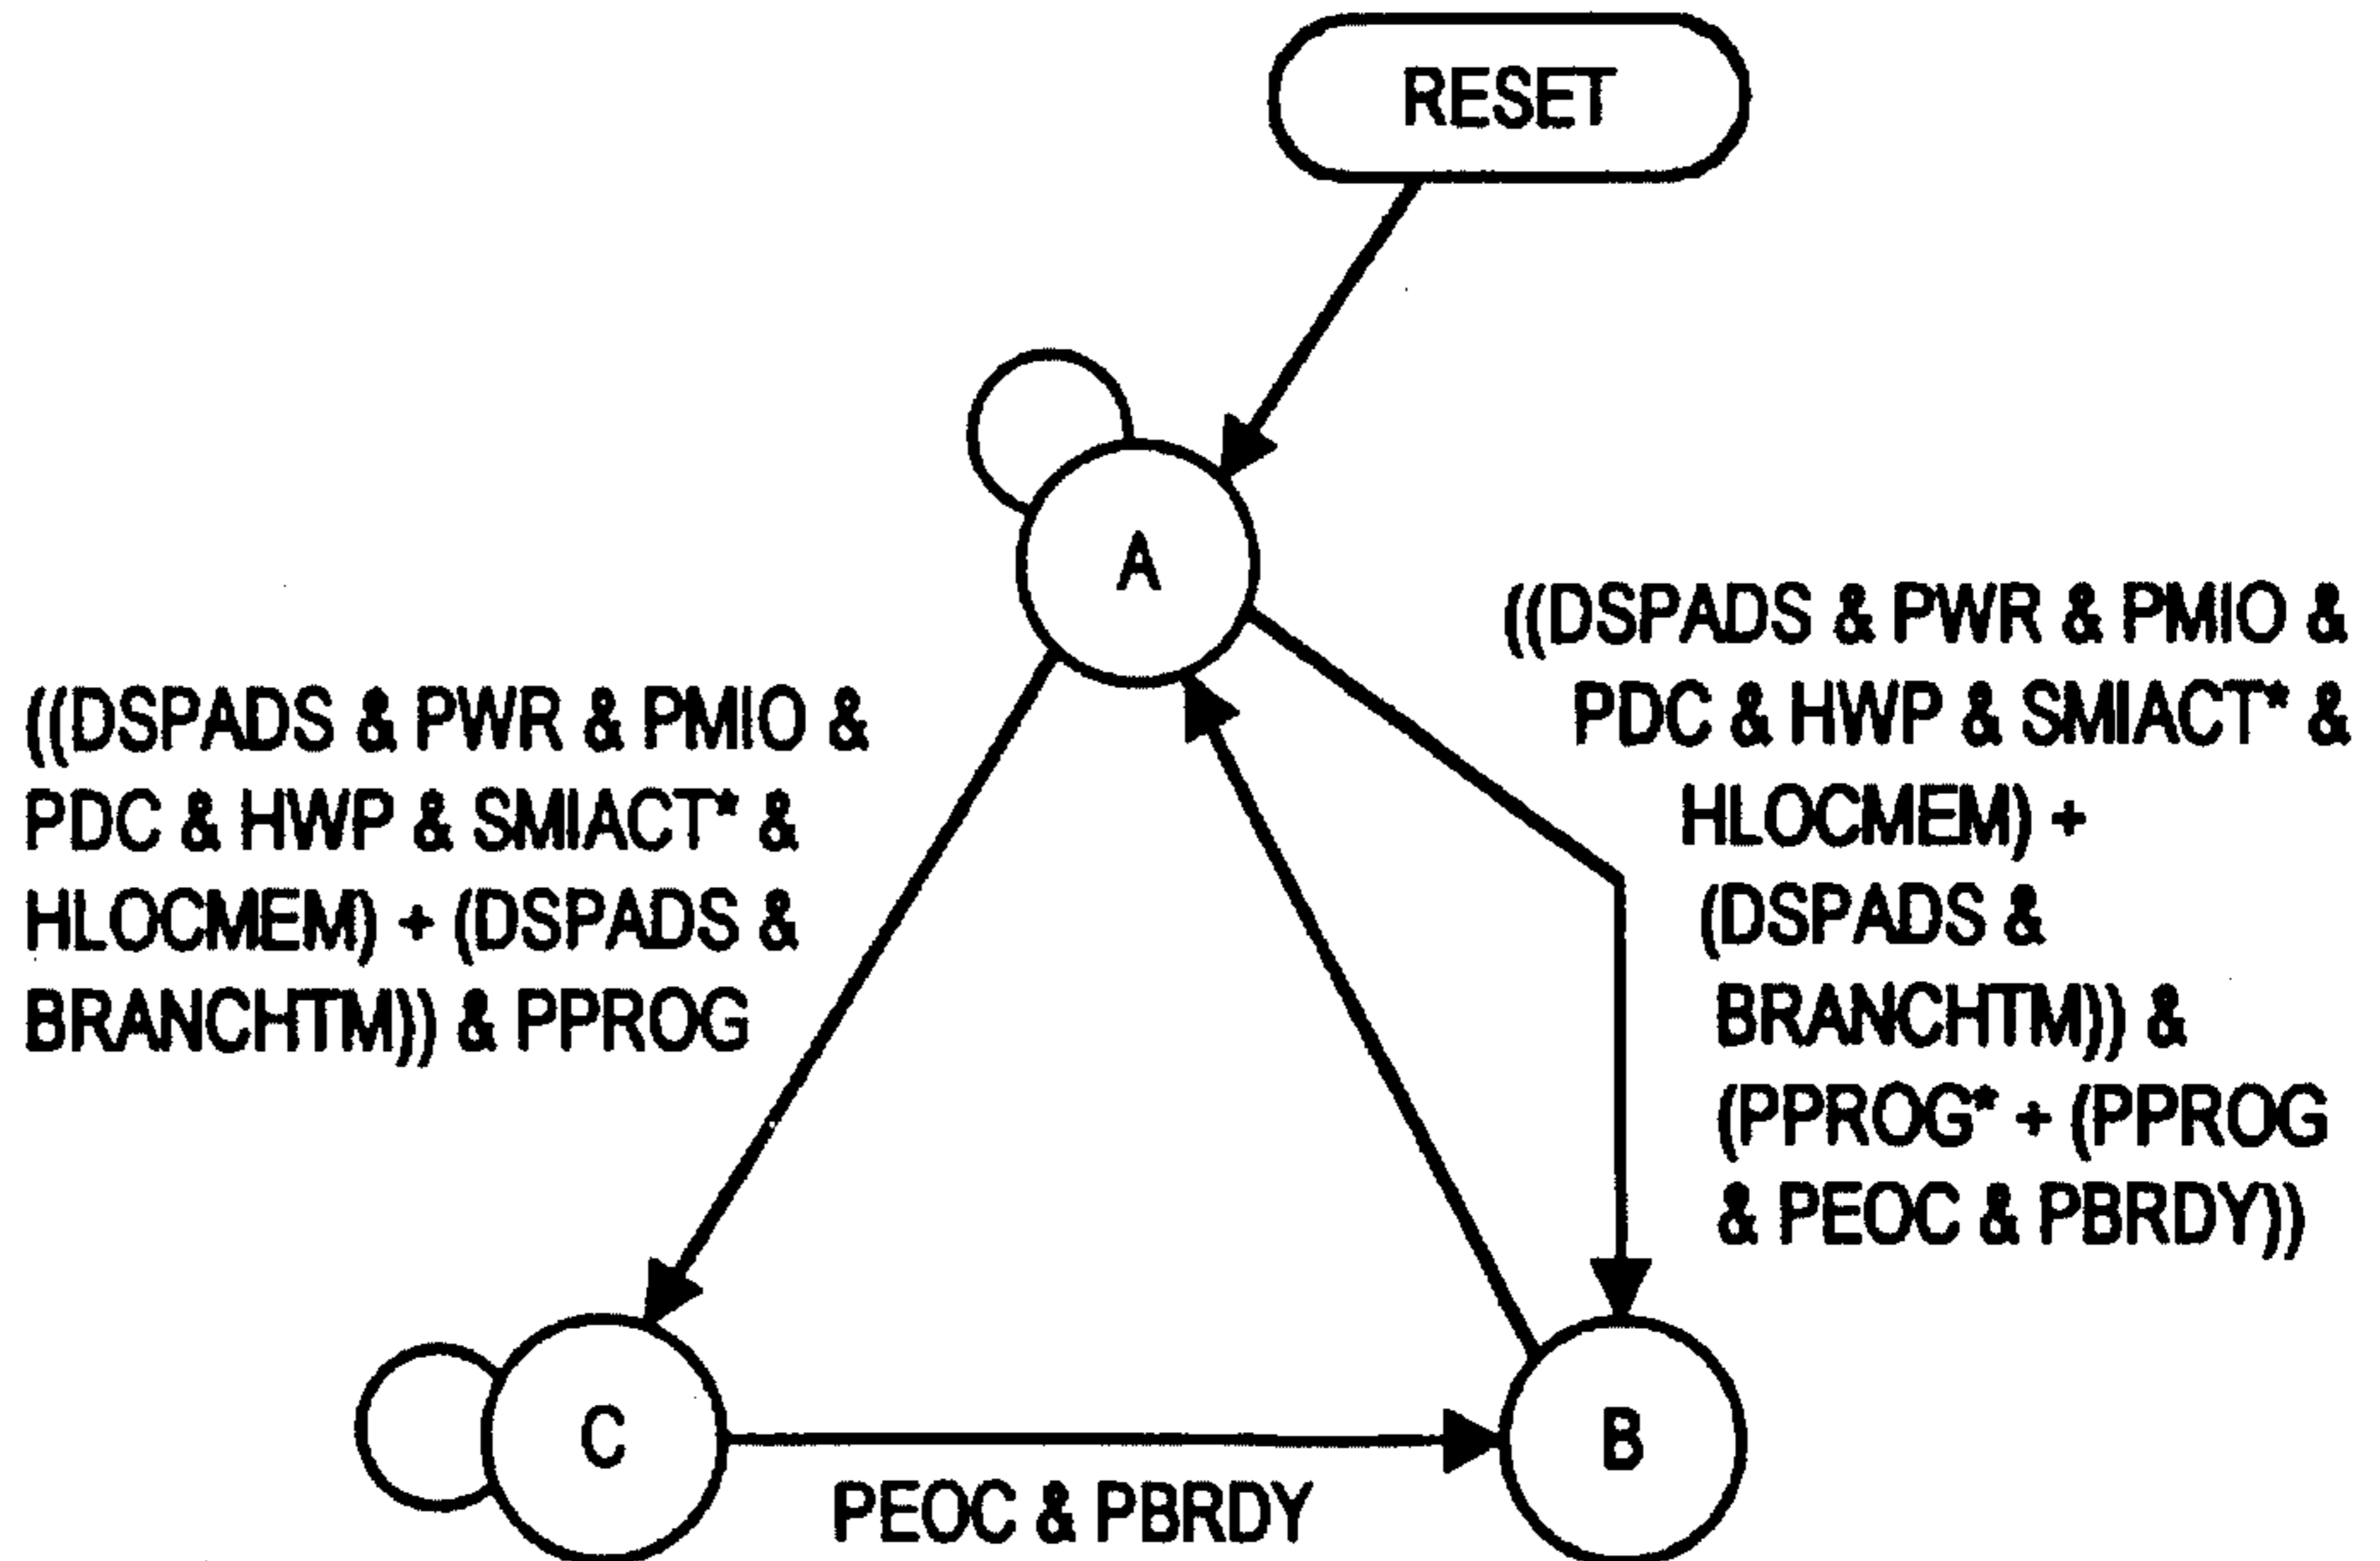 RESET
A
((DSPADS & PWR & PMIO &
PDC & HWP & SMIACT* &
HLOCMEM) + (DSPADS &
BRANCHTM)) & PPROG
((DSPADS & PWR & PMIO &
PDC & HWP & SMIACT* &
HLOCMEM) +
(DSPADS &
BRANCHTM)) &
(PPROG* + (PPROG
& PEOC & PBRDY))
C
B
PEOC & PBRDY